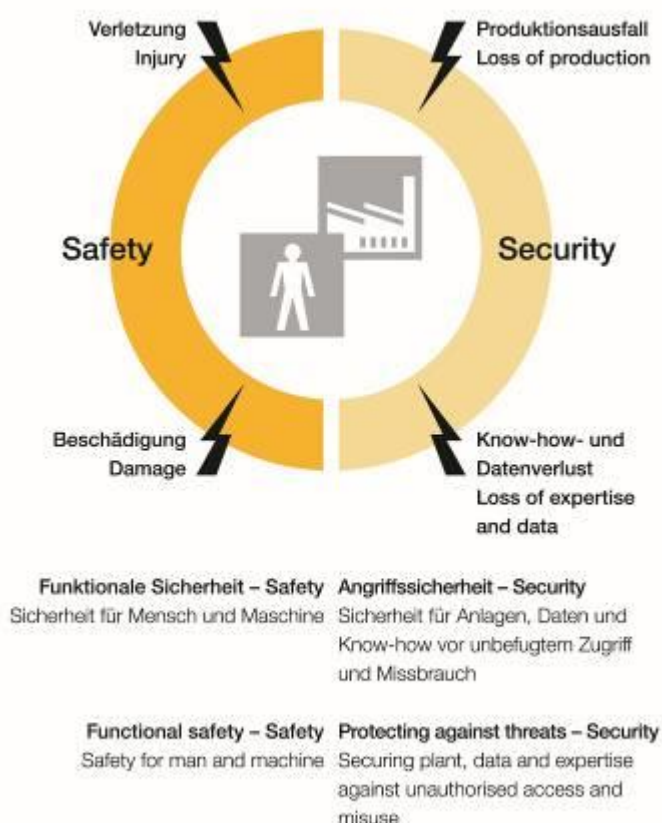 Verletzung
Injury
Produktionsausfall
Loss of production
Safety
Security
Beschädigung
Damage
Know-how- und
Datenverlust
Loss of expertise
and data
Funktionale Sicherheit – Safety
Sicherheit für Mensch und Maschine
Angriffssicherheit – Security
Sicherheit für Anlagen, Daten und
Know-how vor unbefugtem Zugriff
und Missbrauch
Functional safety – Safety
Safety for man and machine
Protecting against threats – Security
Securing plant, data and expertise
against unauthorised access and
misuse